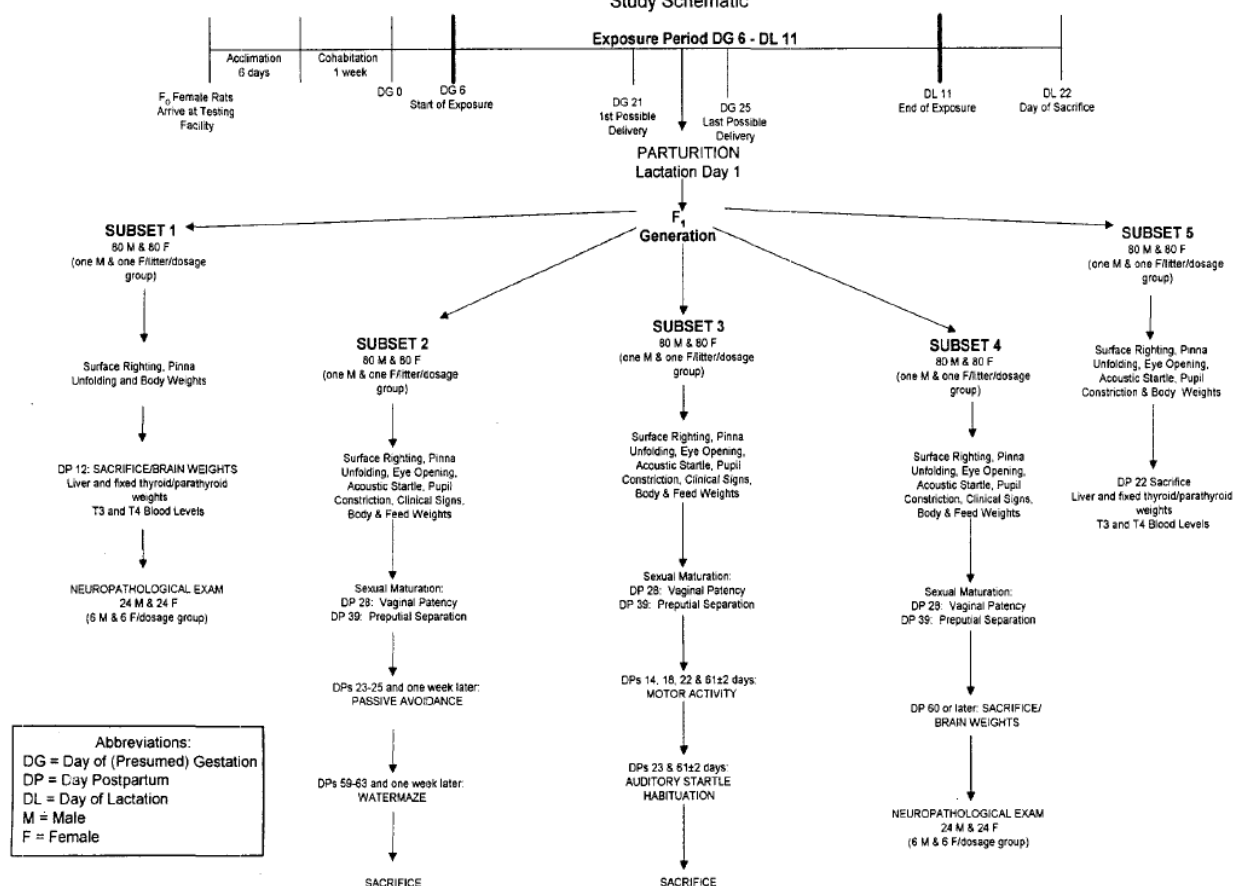 Study Schematic
Exposure Period DG 6 - DL 11
Acclimation
6 days
Cohabitation
1 week
F0 Female Rats
Arrive at Testing
Facility
DG 0
DG 6
Start of Exposure
DG 21
1st Possible
Delivery
DG 25
Last Possible
Delivery
DL 11
End of Exposure
DL 22
Day of Sacrifice
PARTURITION
Lactation Day 1
F1
Generation
SUBSET 1
80 M & 80 F
(one M & one F/litter/dosage
group)
Surface Righting, Pinna
Unfolding and Body Weights
DP 12: SACRIFICE/BRAIN WEIGHTS
Liver and fixed thyroid/parathyroid
weights
T3 and T4 Blood Levels
NEUROPATHOLOGICAL EXAM
24 M & 24 F
(6 M & 6 F/dosage group)
SUBSET 2
80 M & 80 F
(one M & one F/litter/dosage
group)
Surface Righting, Pinna
Unfolding, Eye Opening,
Acoustic Startle, Pupil
Constriction, Clinical Signs,
Body & Feed Weights
Sexual Maturation:
DP 28: Vaginal Patency
DP 39: Preputial Separation
DPs 23-25 and one week later:
PASSIVE AVOIDANCE
DPs 59-63 and one week later:
WATERMAZE
SACRIFICE
SUBSET 3
80 M & 80 F
(one M & one F/litter/dosage
group)
Surface Righting, Pinna
Unfolding, Eye Opening,
Acoustic Startle, Pupil
Constriction, Clinical Signs,
Body & Feed Weights
Sexual Maturation:
DP 28: Vaginal Patency
DP 39: Preputial Separation
DPs 14, 18, 22 & 61±2 days:
MOTOR ACTIVITY
DPs 23 & 61±2 days:
AUDITORY STARTLE
HABITUATION
SACRIFICE
SUBSET 4
80 M & 80 F
(one M & one F/litter/dosage
group)
Surface Righting, Pinna
Unfolding, Eye Opening,
Acoustic Startle, Pupil
Constriction, Clinical Signs,
Body & Feed Weights
Sexual Maturation:
DP 28: Vaginal Patency
DP 39: Preputial Separation
DP 60 or later: SACRIFICE/
BRAIN WEIGHTS
NEUROPATHOLOGICAL EXAM
24 M & 24 F
(6 M & 6 F/dosage group)
SUBSET 5
80 M & 80 F
(one M & one F/litter/dosage
group)
Surface Righting, Pinna
Unfolding, Eye Opening,
Acoustic Startle, Pupil
Constriction & Body Weights
DP 22 Sacrifice
Liver and fixed thyroid/parathyroid
weights
T3 and T4 Blood Levels
Abbreviations:
DG = Day of (Presumed) Gestation
DP = Day Postpartum
DL = Day of Lactation
M = Male
F = Female